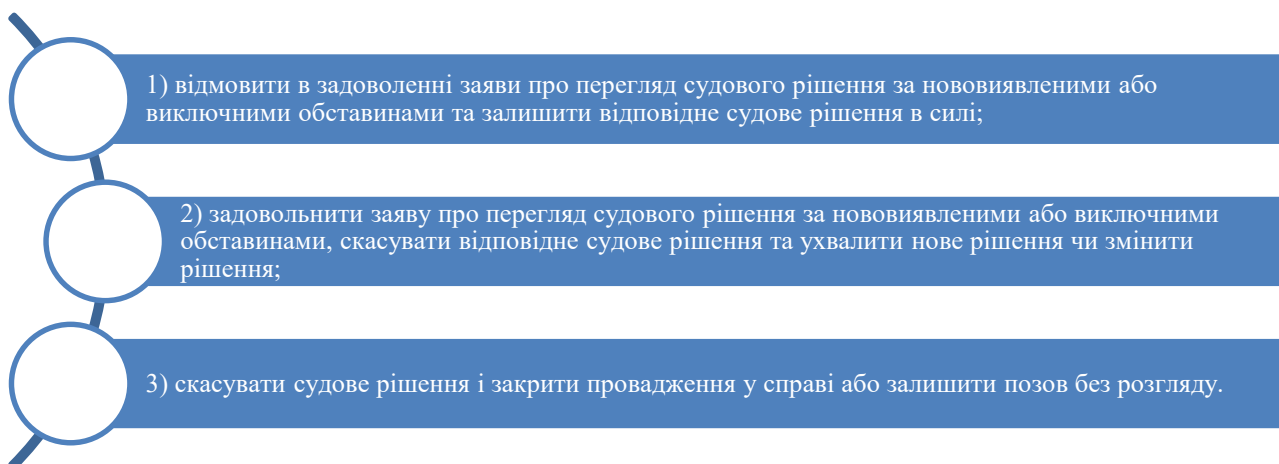 1) відмовити в задоволенні заяви про перегляд судового рішення за нововиявленими або
виключними обставинами та залишити відповідне судове рішення в силі;
2) задовольнити заяву про перегляд судового рішення за нововиявленими або виключними
обставинами, скасувати відповідне судове рішення та ухвалити нове рішення чи змінити
рішення;
3) скасувати судове рішення і закрити провадження у справі або залишити позов без розгляду.